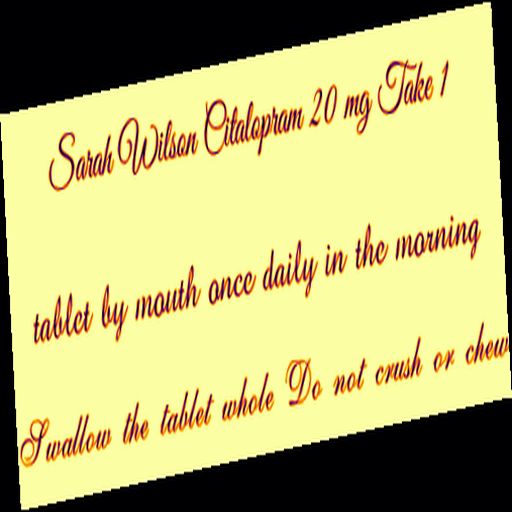 Sarah Wilson Citalopram 20 mg Take 1
tablet by mouth once daily in the morning
Swallow the tablet whole Do not crush or chew